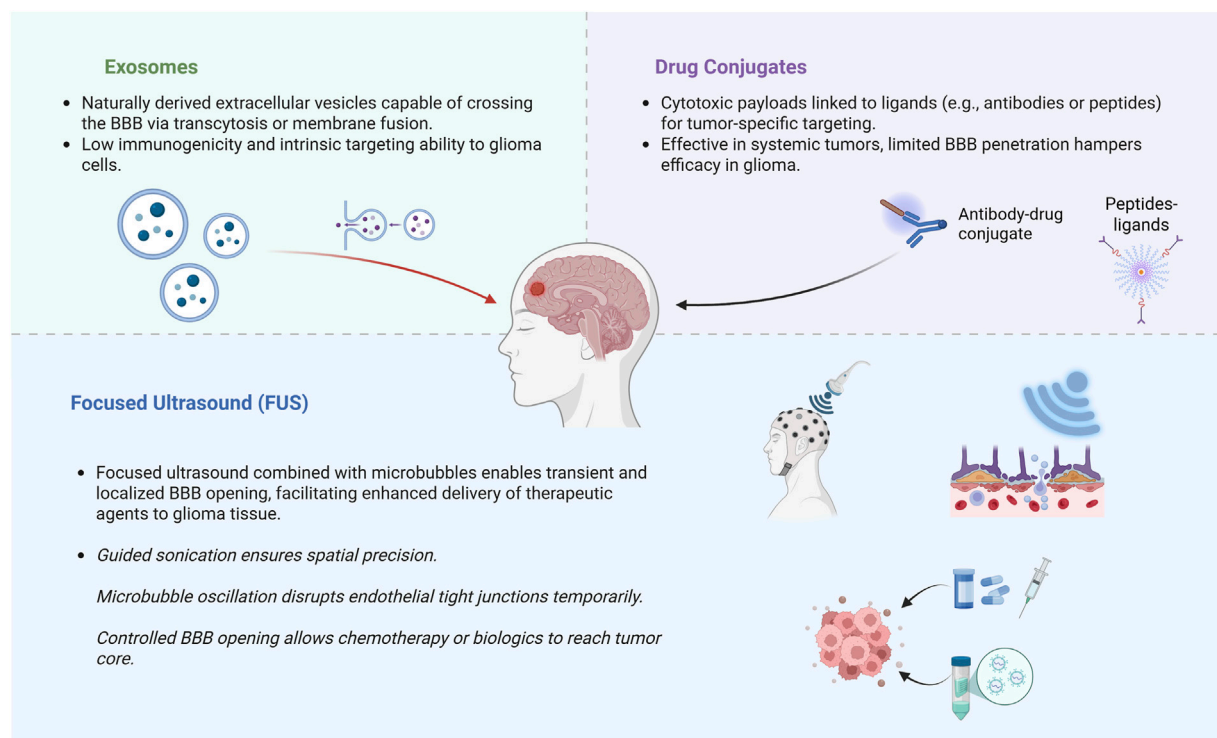 Exosomes
• Naturally derived extracellular vesicles capable of crossing
the BBB via transcytosis or membrane fusion.
• Low immunogenicity and intrinsic targeting ability to glioma
cells.
Drug Conjugates
• Cytotoxic payloads linked to ligands (e.g., antibodies or peptides)
for tumor-specific targeting.
• Effective in systemic tumors, limited BBB penetration hampers
efficacy in glioma.
Antibody-drug
conjugate
Peptides-
ligands
Focused Ultrasound (FUS)
• Focused ultrasound combined with microbubbles enables transient and
localized BBB opening, facilitating enhanced delivery of therapeutic
agents to glioma tissue.
• Guided sonication ensures spatial precision.
Microbubble oscillation disrupts endothelial tight junctions temporarily.
Controlled BBB opening allows chemotherapy or biologics to reach tumor
core.